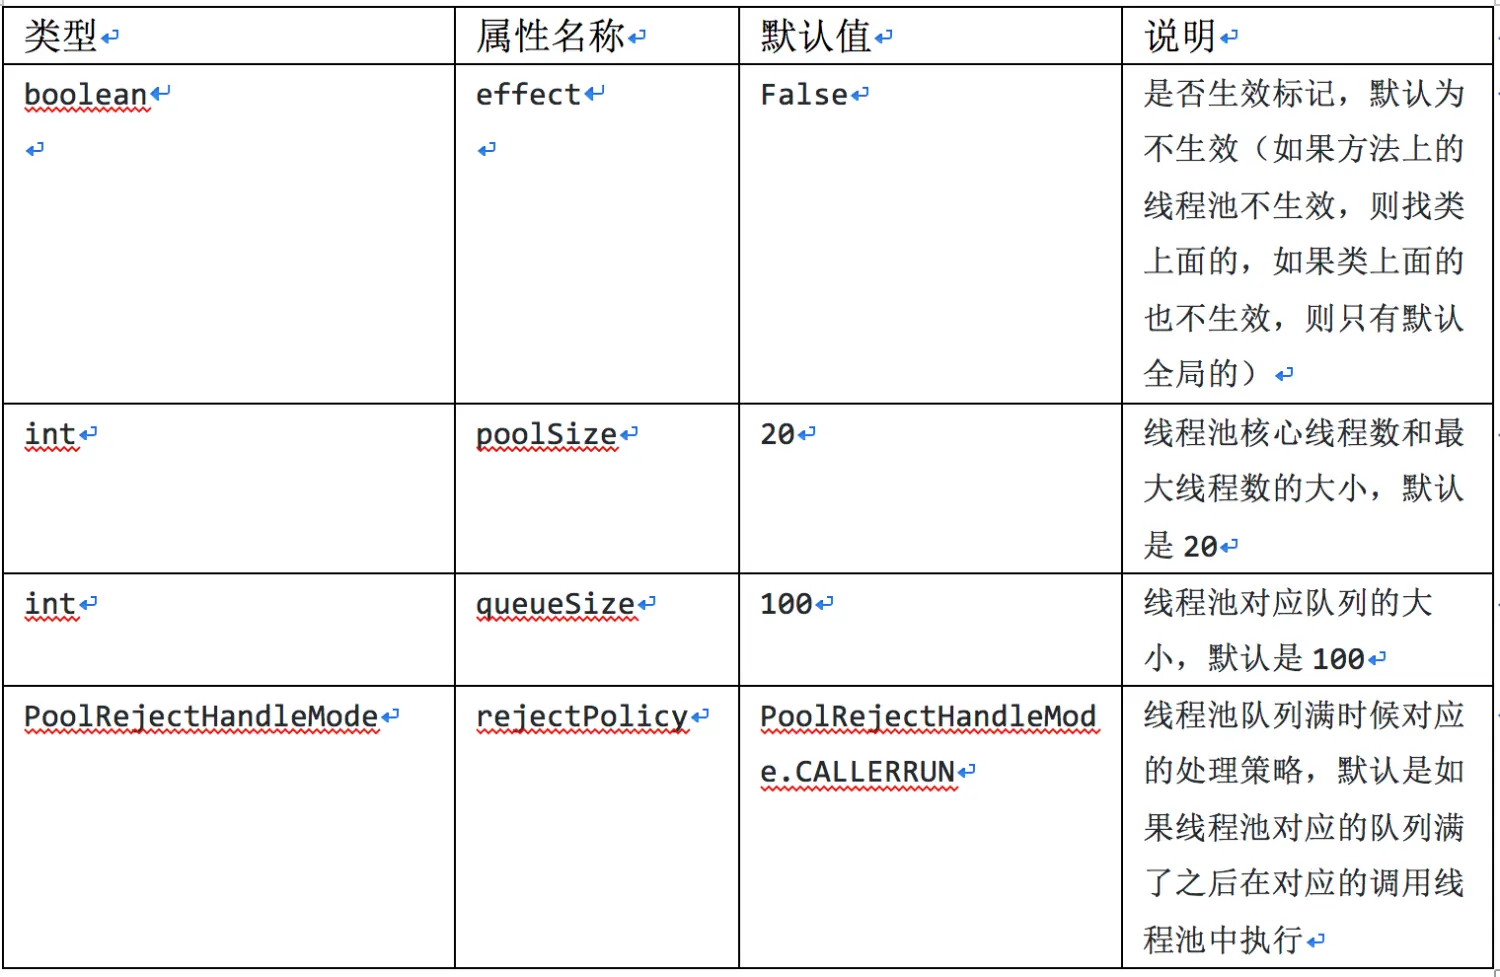 类型 属性名称 默认值 说明
boolean effect False 是否生效标记，默认为
不生效（如果方法上的
线程池不生效，则找类
上面的，如果类上面的
也不生效，则只有默认
全局的）
int poolSize 20 线程池核心线程数和最
大线程数的大小，默认
是 20
int queueSize 100 线程池对应队列的大
小，默认是 100
PoolRejectHandleMode rejectPolicy PoolRejectHandleMod 线程池队列满时候对应
e.CALLERRUN 的处理策略，默认是如
果线程池对应的队列满
了之后在对应的调用线
程池中执行